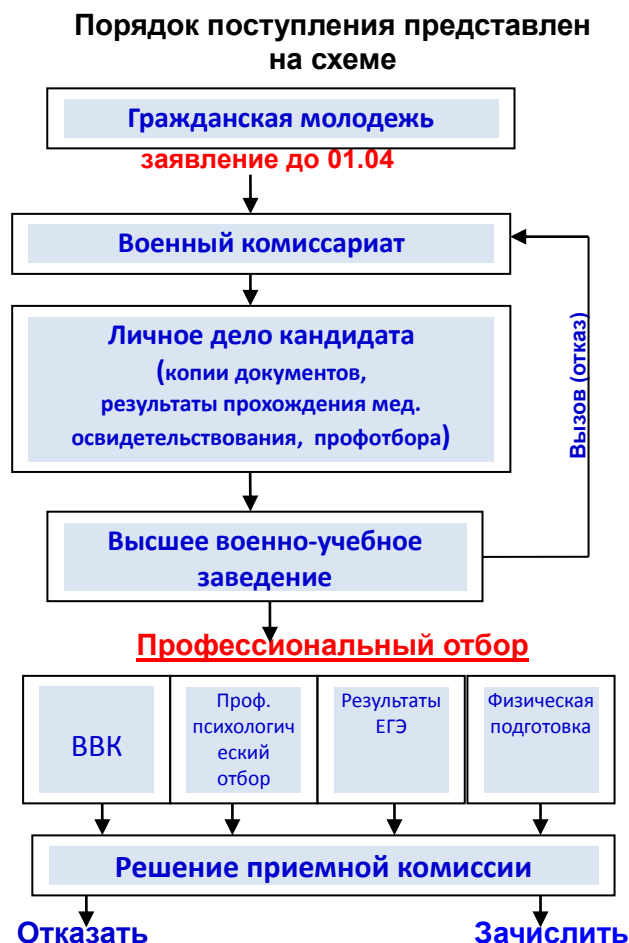 Порядок поступления представлен
на схеме
Гражданская молодежь
заявление до 01.04
Военный комиссариат
Личное дело кандидата
(копии документов,
результаты прохождения мед.
освидетельствования, профотбора)
Вызов (отказ)
Высшее военно-учебное
заведение
Профессиональный отбор
ВВК
Проф.
психологич
еский
отбор
Результаты
ЕГЭ
Физическая
подготовка
Решение приемной комиссии
Отказать
Зачислить